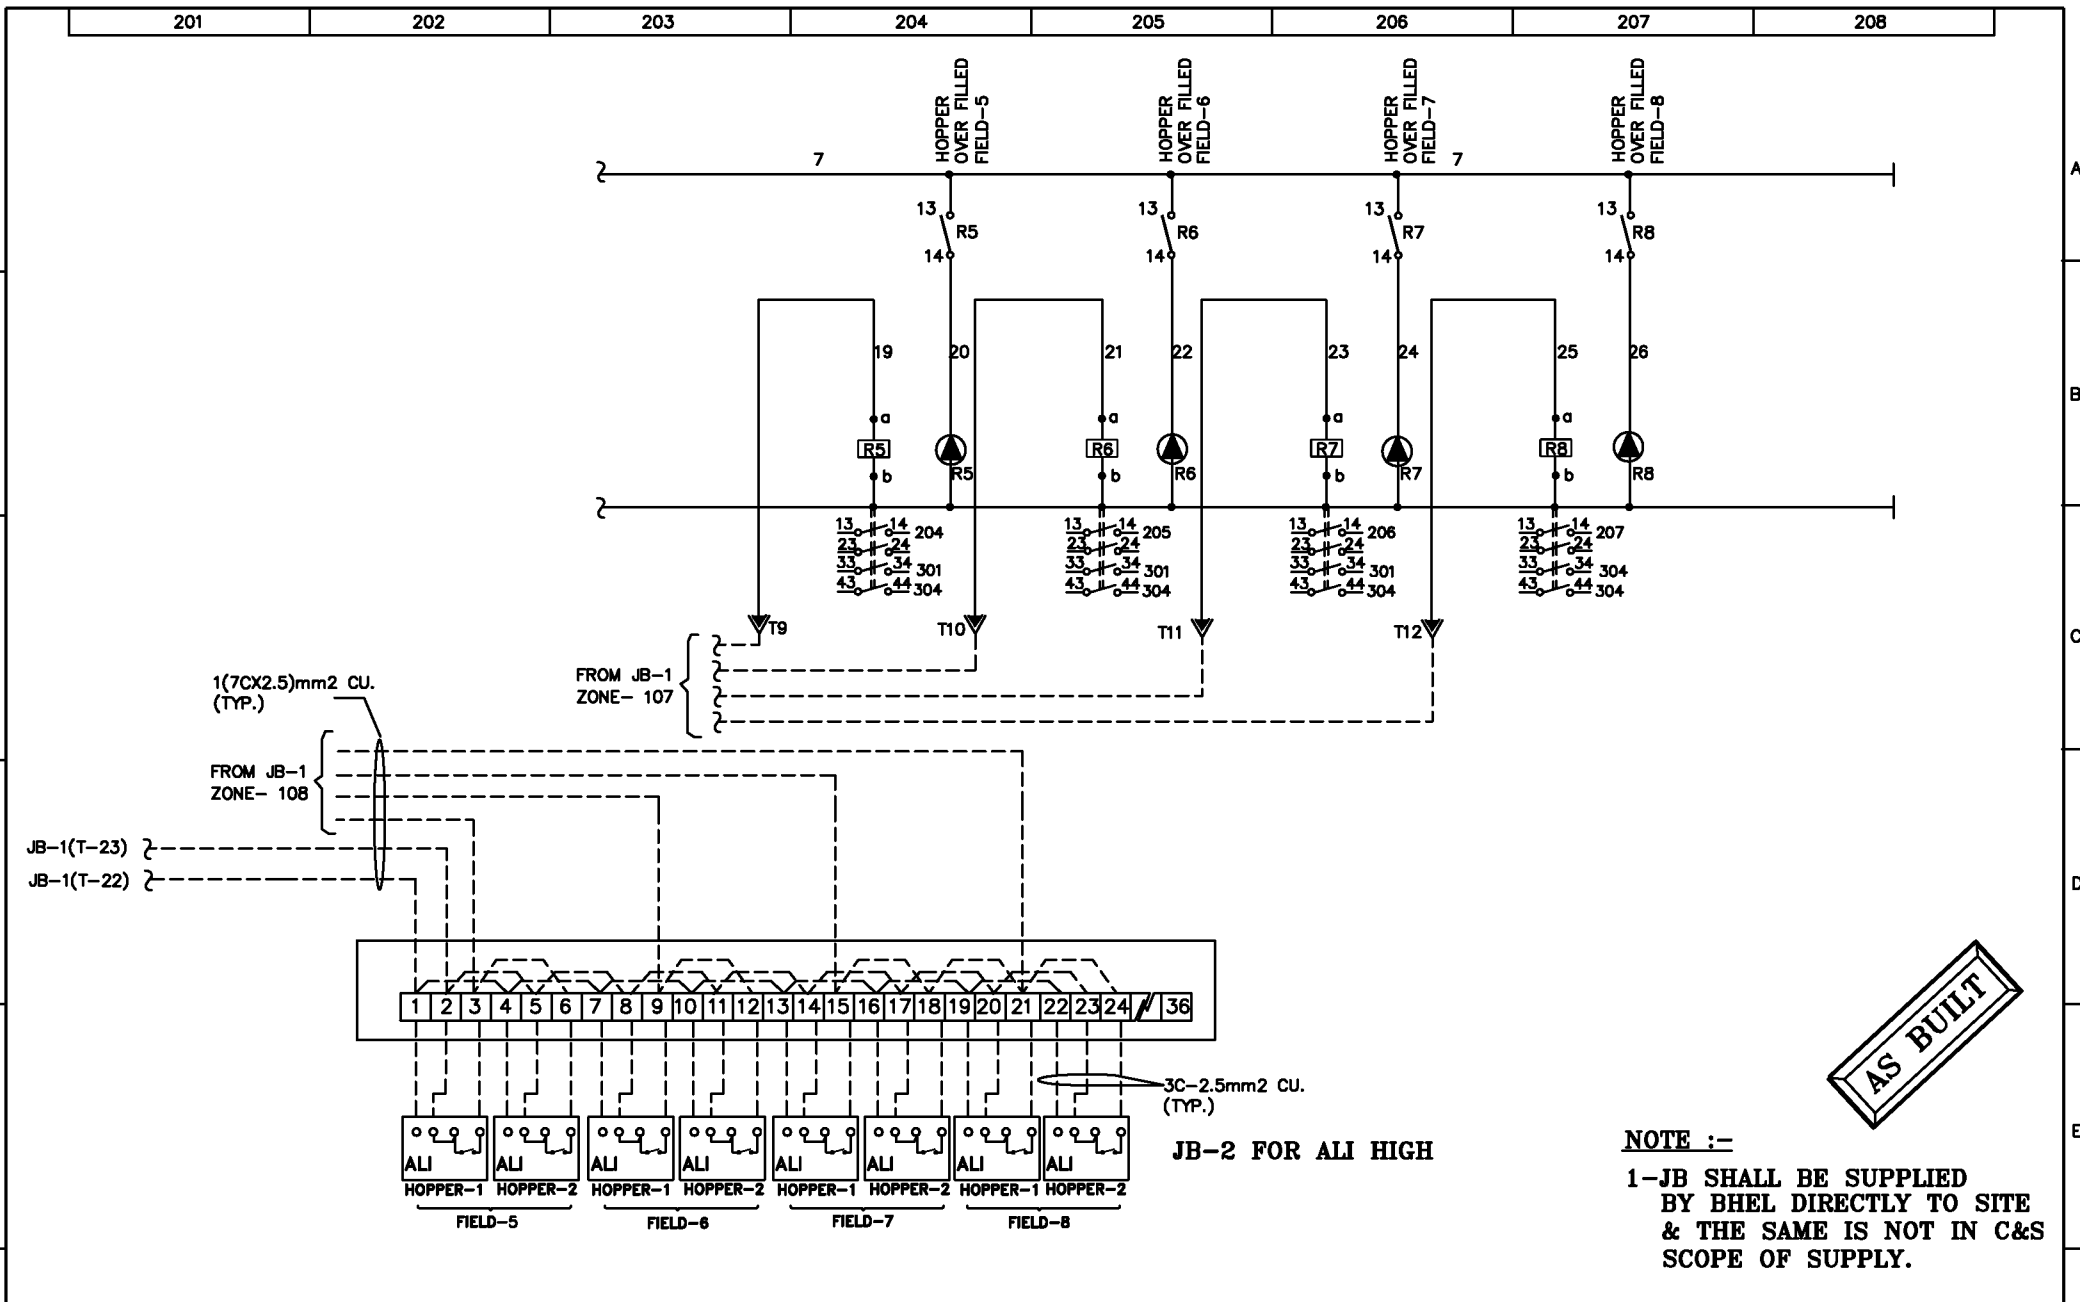 201 202 203 204 205 206 207 208
HOPPER
OVER FILLED
FIELD-5
HOPPER
OVER FILLED
FIELD-6
HOPPER
OVER FILLED
FIELD-7
HOPPER
OVER FILLED
FIELD-8
7 7
A
13 13 13 13
R5 R6 R7 R8
14 14 14 14
19 20 21 22 23 24 25 26
B
a a a a
R5 R6 R7 R8
R5 R6 R7 R8
b b b b
13 14 204 13 14 205 13 14 206 13 14 207
23 24 23 24 23 24 23 24
33 34 301 33 34 301 33 34 301 33 34 304
43 44 304 43 44 304 43 44 304 43 44 304
T9 T10 T11 T12
C
FROM JB-1
ZONE- 107
1(7CX2.5)mm2 CU.
(TYP.)
FROM JB-1
ZONE- 108
JB-1(T-23)
JB-1(T-22)
D
1 2 3 4 5 6 7 8 9 10 11 12 13 14 15 16 17 18 19 20 21 22 23 24 36
3C-2.5mm2 CU.
(TYP.)
ALI ALI ALI ALI ALI ALI ALI ALI
HOPPER-1 HOPPER-2 HOPPER-1 HOPPER-2 HOPPER-1 HOPPER-2 HOPPER-1 HOPPER-2
FIELD-5 FIELD-6 FIELD-7 FIELD-8
JB-2 FOR ALI HIGH
AS BUILT
E
NOTE :-
1-JB SHALL BE SUPPLIED
BY BHEL DIRECTLY TO SITE
& THE SAME IS NOT IN C&S
SCOPE OF SUPPLY.